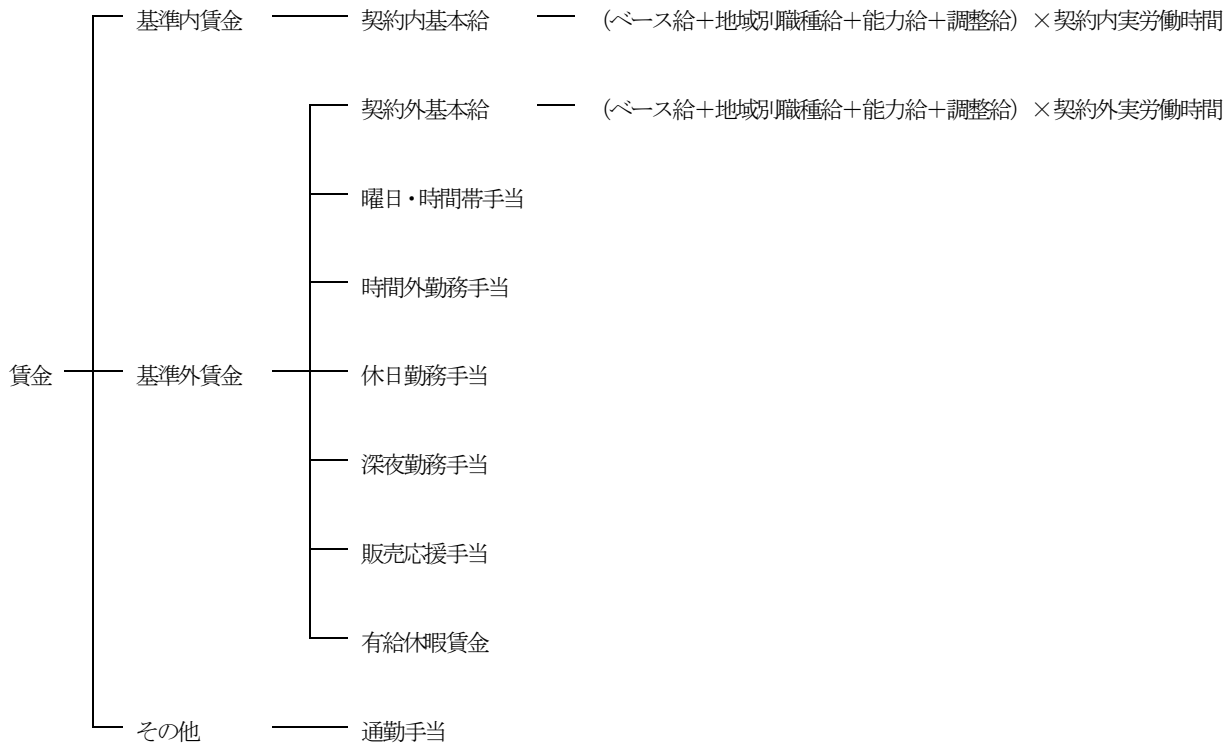 基準内賃金 契約内基本給 (ベース給+地域別職種給+能力給+調整給) ×契約内実労働時間
契約外基本給 (ベース給+地域別職種給+能力給+調整給) ×契約外実労働時間
曜日・時間帯手当
時間外勤務手当
賃金 基準外賃金 休日勤務手当
深夜勤務手当
販売応援手当
有給休暇賃金
その他 通勤手当